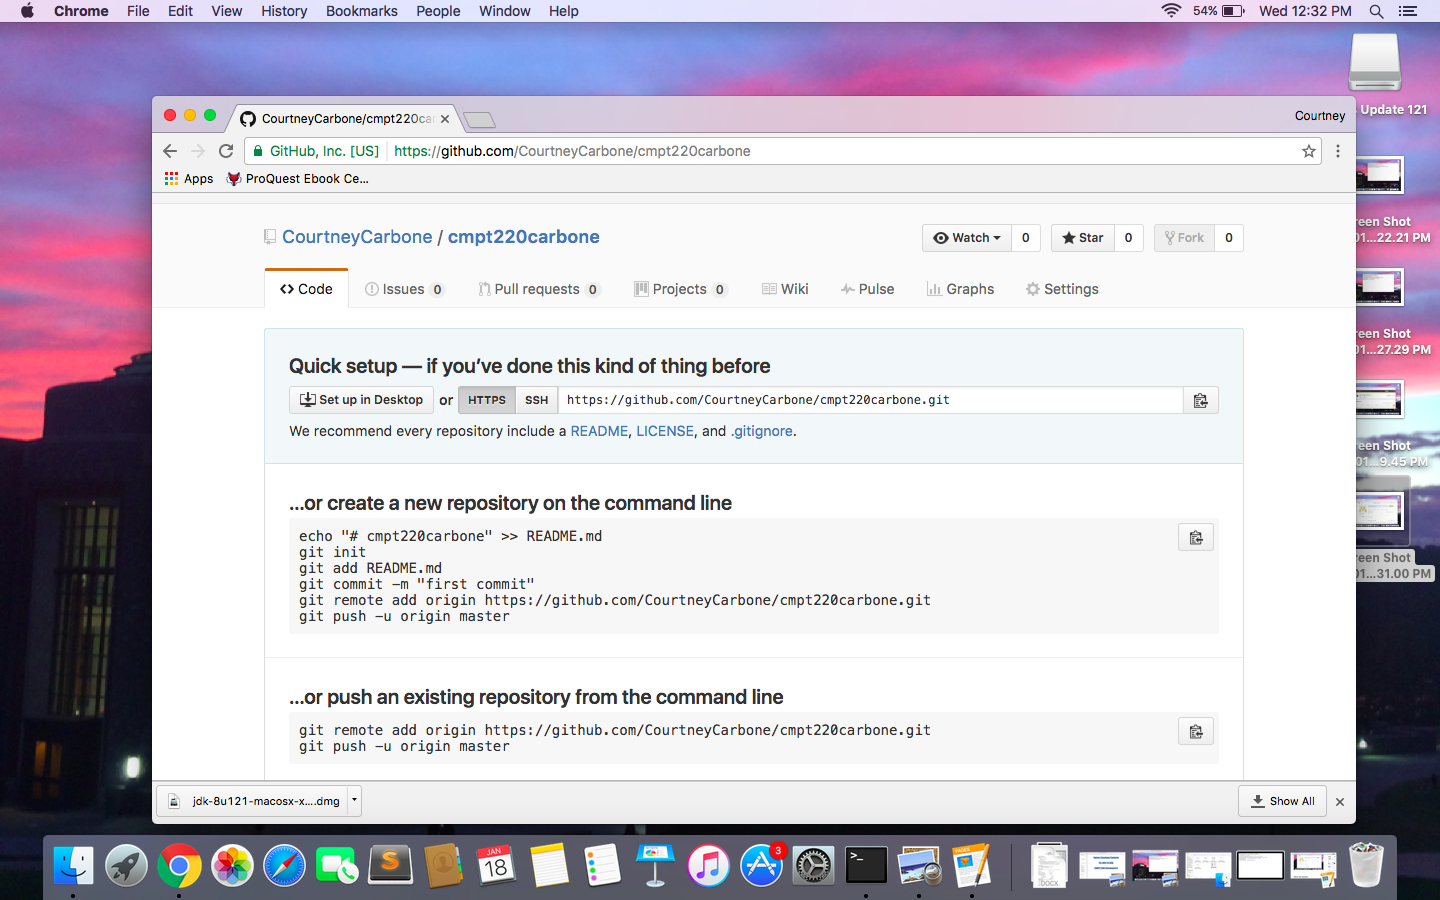 Chrome File Edit View History Bookmarks People Window Help 54% Wed 12:32 PM
Update 121
CourtneyCarbone/cmpt220ca
Courtney
GitHub, Inc. [US] https://github.com/CourtneyCarbone/cmpt220carbone
Apps ProQuest Ebook Ce...
CourtneyCarbone / cmpt220carbone
Watch 0 Star 0 Fork 0
Code Issues 0 Pull requests 0 Projects 0 Wiki Pulse Graphs Settings
Quick setup — if you've done this kind of thing before
Set up in Desktop or HTTPS SSH https://github.com/CourtneyCarbone/cmpt220carbone.git
We recommend every repository include a README, LICENSE, and .gitignore.
…or create a new repository on the command line
echo "# cmpt220carbone" >> README.md
git init
git add README.md
git commit -m "first commit"
git remote add origin https://github.com/CourtneyCarbone/cmpt220carbone.git
git push -u origin master
…or push an existing repository from the command line
git remote add origin https://github.com/CourtneyCarbone/cmpt220carbone.git
git push -u origin master
reen Shot
01...22.21 PM
reen Shot
01...27.29 PM
een Shot
01...9.45 PM
reen Shot
01...31.00 PM
jdk-8u121-macosx-x....dmg
Show All
JAN
18
3
PAGES
DOCX